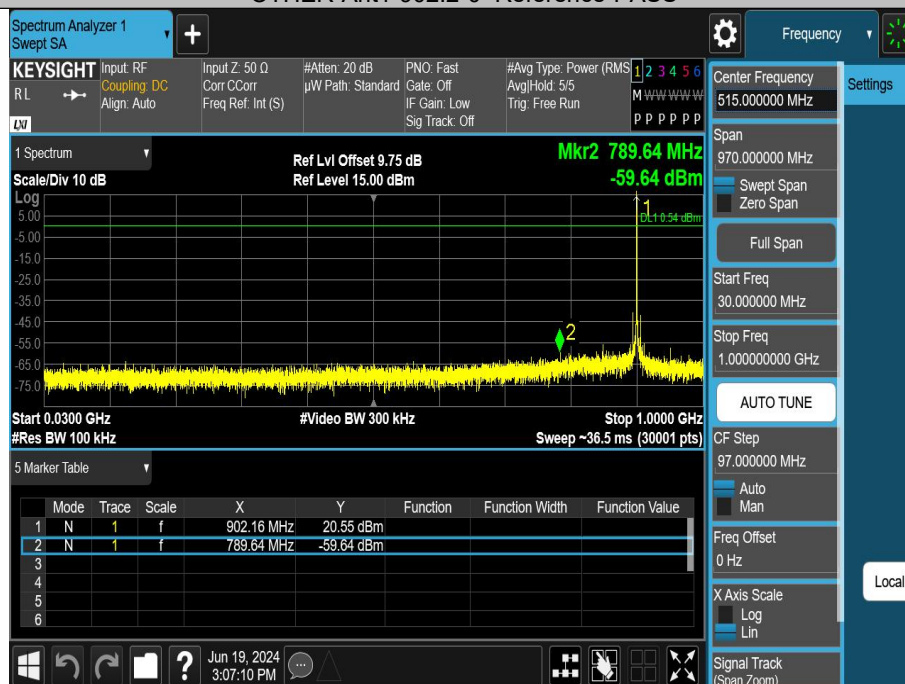 Spectrum Analyzer 1
Swept SA
Frequency
KEYSIGHT
RL
LXI
Input: RF
Coupling: DC
Align: Auto
Input Z: 50 Ω
Corr CCorr
Freq Ref: Int (S)
#Atten: 20 dB
µW Path: Standard
PNO: Fast
Gate: Off
IF Gain: Low
Sig Track: Off
#Avg Type: Power (RMS
Avg|Hold: 5/5
Trig: Free Run
1 2 3 4 5 6
M W W W W W
P P P P P P
1 Spectrum
Scale/Div 10 dB
Ref Lvl Offset 9.75 dB
Ref Level 15.00 dBm
Mkr2 789.64 MHz
-59.64 dBm
Log
5.00
-5.00
-15.0
-25.0
-35.0
-45.0
-55.0
-65.0
-75.0
1
DL1 0.54 dBm
2
Start 0.0300 GHz
#Video BW 300 kHz
Stop 1.0000 GHz
#Res BW 100 kHz
Sweep ~36.5 ms (30001 pts)
5 Marker Table
Mode Trace Scale X Y Function Function Width Function Value
1 N 1 f 902.16 MHz 20.55 dBm
2 N 1 f 789.64 MHz -59.64 dBm
3
4
5
6
?
Jun 19, 2024
3:07:10 PM
Center Frequency
515.000000 MHz
Span
970.000000 MHz
Swept Span
Zero Span
Full Span
Start Freq
30.000000 MHz
Stop Freq
1.000000000 GHz
AUTO TUNE
CF Step
97.000000 MHz
Auto
Man
Freq Offset
0 Hz
X Axis Scale
Log
Lin
Signal Track
(Span Zoom)
Settings
Local